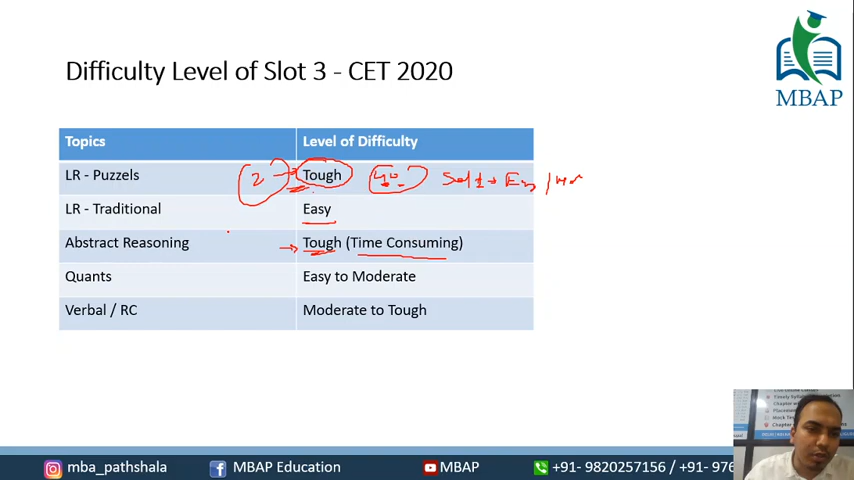 Difficulty Level of Slot 3 - CET 2020
MBAP
Topics Level of Difficulty
LR - Puzzels 2 Tough 40
LR - Traditional Easy
Abstract Reasoning Tough (Time Consuming)
Quants Easy to Moderate
Verbal / RC Moderate to Tough
mba_pathshala MBAP Education MBAP +91- 9820257156 / +91- 976